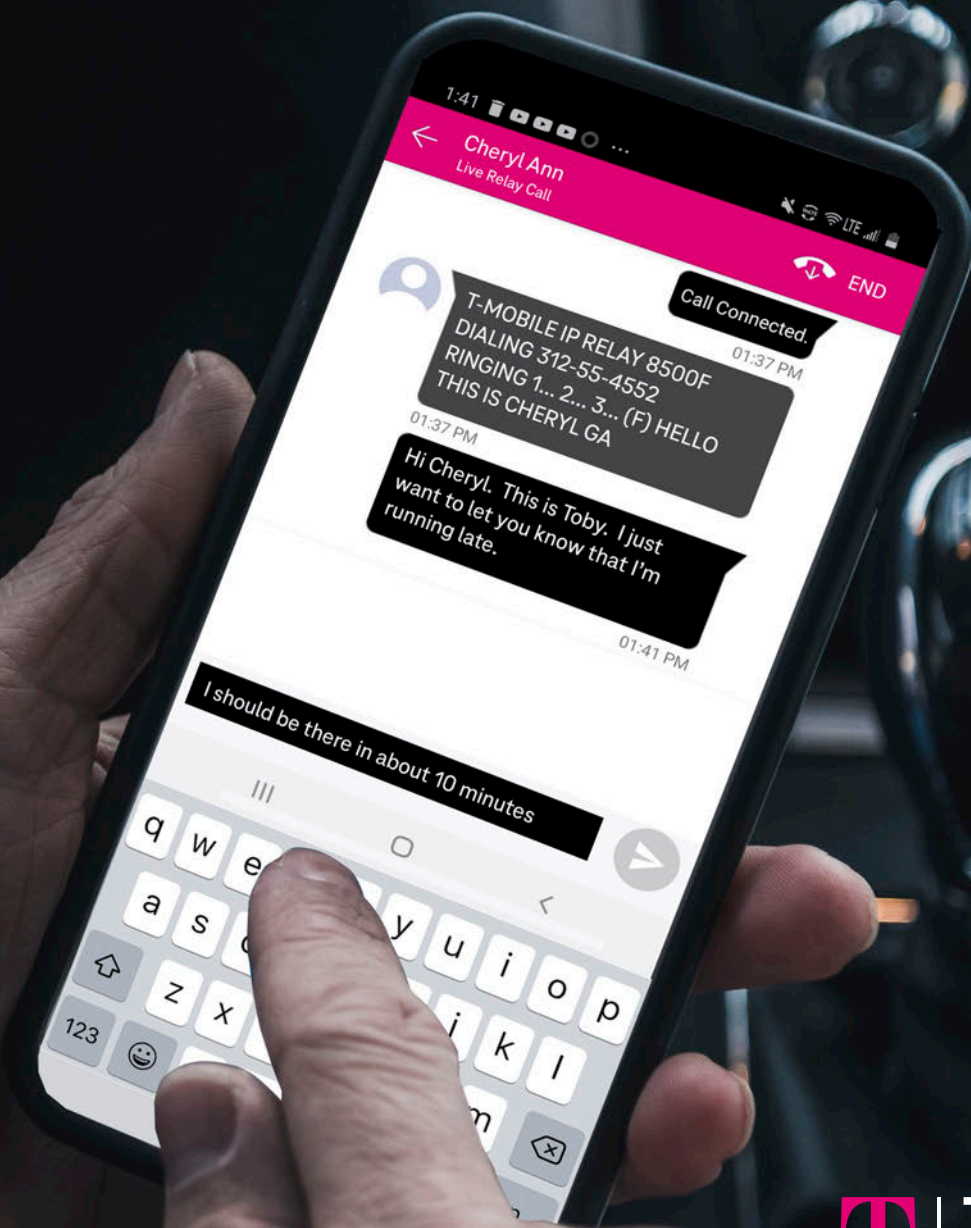 1:41
LTE
Cheryl Ann
Live Relay Call
END
Call Connected.
01:37 PM
T-MOBILE IP RELAY 8500F
DIALING 312-55-4552
RINGING 1... 2... 3... (F) HELLO
THIS IS CHERYL GA
01:37 PM
Hi Cheryl.  This is Toby.  I just
want to let you know that I'm
running late.
01:41 PM
I should be there in about 10 minutes
q w e y u i o p
a s j k l
z x m
123
T